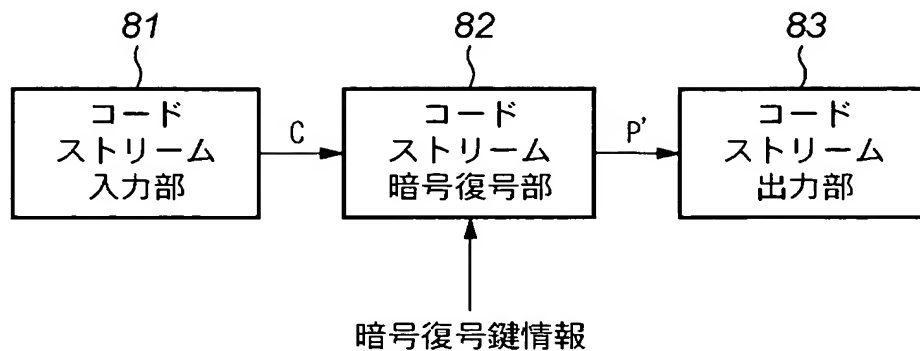 81
82
83
コード
ストリーム
入力部
C
コード
ストリーム
暗号復号部
P'
コード
ストリーム
出力部
暗号復号鍵情報